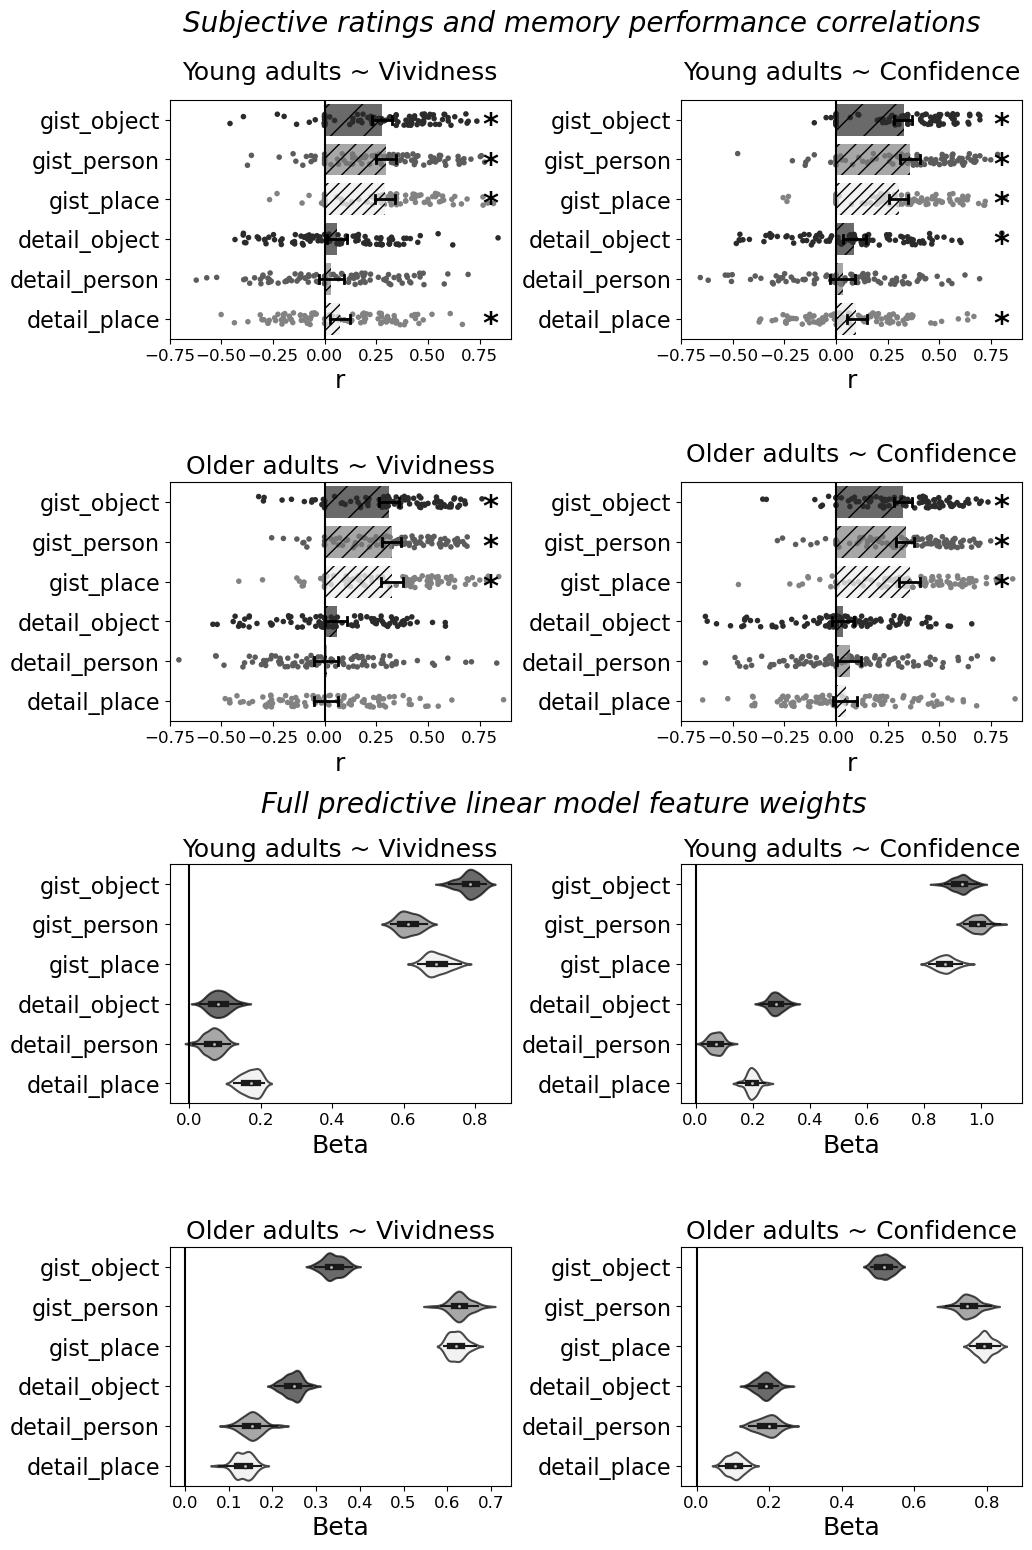 Subjective ratings and memory performance correlations
Young adults ~ Vividness
gist_object
*
gist_person
*
gist_place
*
detail_object
detail_person
detail_place
*
−0.75 −0.50 −0.25 0.00 0.25 0.50 0.75
r
Young adults ~ Confidence
gist_object
*
gist_person
*
gist_place
*
detail_object
*
detail_person
detail_place
*
−0.75 −0.50 −0.25 0.00 0.25 0.50 0.75
r
Older adults ~ Vividness
gist_object
*
gist_person
*
gist_place
*
detail_object
detail_person
detail_place
−0.75 −0.50 −0.25 0.00 0.25 0.50 0.75
r
Older adults ~ Confidence
gist_object
*
gist_person
*
gist_place
*
detail_object
detail_person
detail_place
−0.75 −0.50 −0.25 0.00 0.25 0.50 0.75
r
Full predictive linear model feature weights
Young adults ~ Vividness
gist_object
gist_person
gist_place
detail_object
detail_person
detail_place
0.0 0.2 0.4 0.6 0.8
Beta
Young adults ~ Confidence
gist_object
gist_person
gist_place
detail_object
detail_person
detail_place
0.0 0.2 0.4 0.6 0.8 1.0
Beta
Older adults ~ Vividness
gist_object
gist_person
gist_place
detail_object
detail_person
detail_place
0.0 0.1 0.2 0.3 0.4 0.5 0.6 0.7
Beta
Older adults ~ Confidence
gist_object
gist_person
gist_place
detail_object
detail_person
detail_place
0.0 0.2 0.4 0.6 0.8
Beta